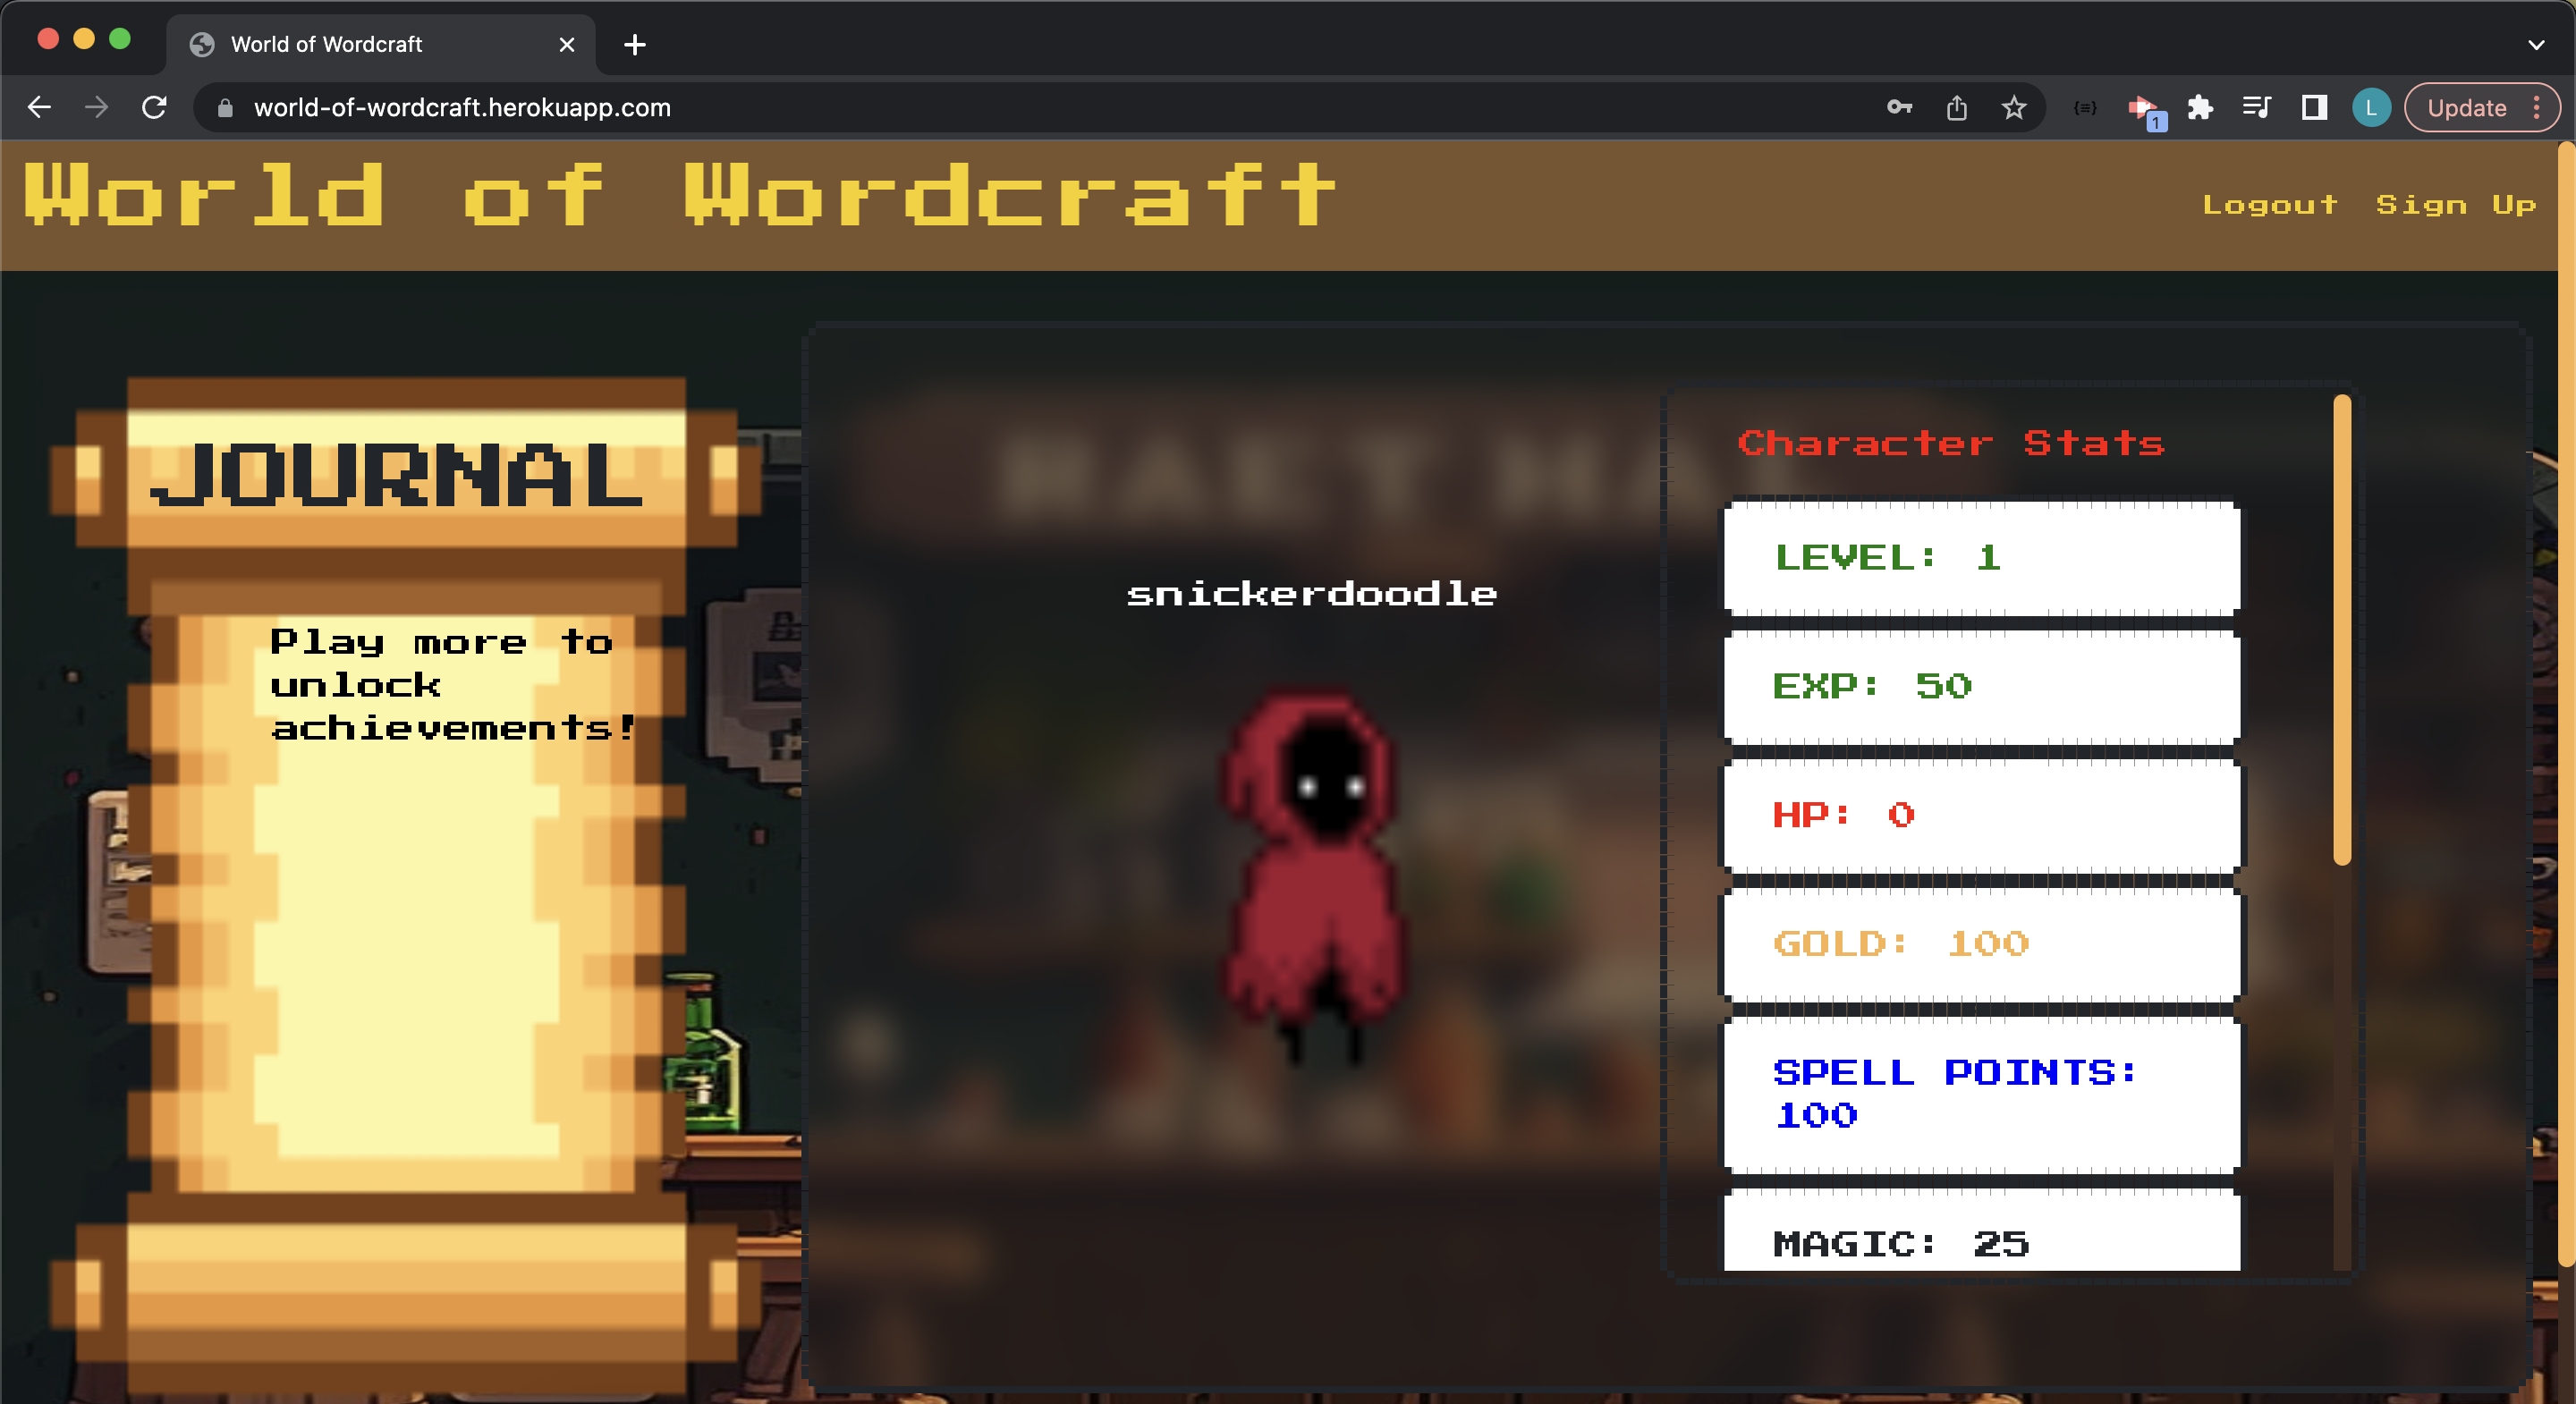 World of Wordcraft
world-of-wordcraft.herokuapp.com
1
L
Update
World of Wordcraft
Logout Sign Up
JOURNAL
Play more to
unlock
achievements!
snickerdoodle
Character Stats
LEVEL: 1
EXP: 50
HP: 0
GOLD: 100
SPELL POINTS:
100
MAGIC: 25